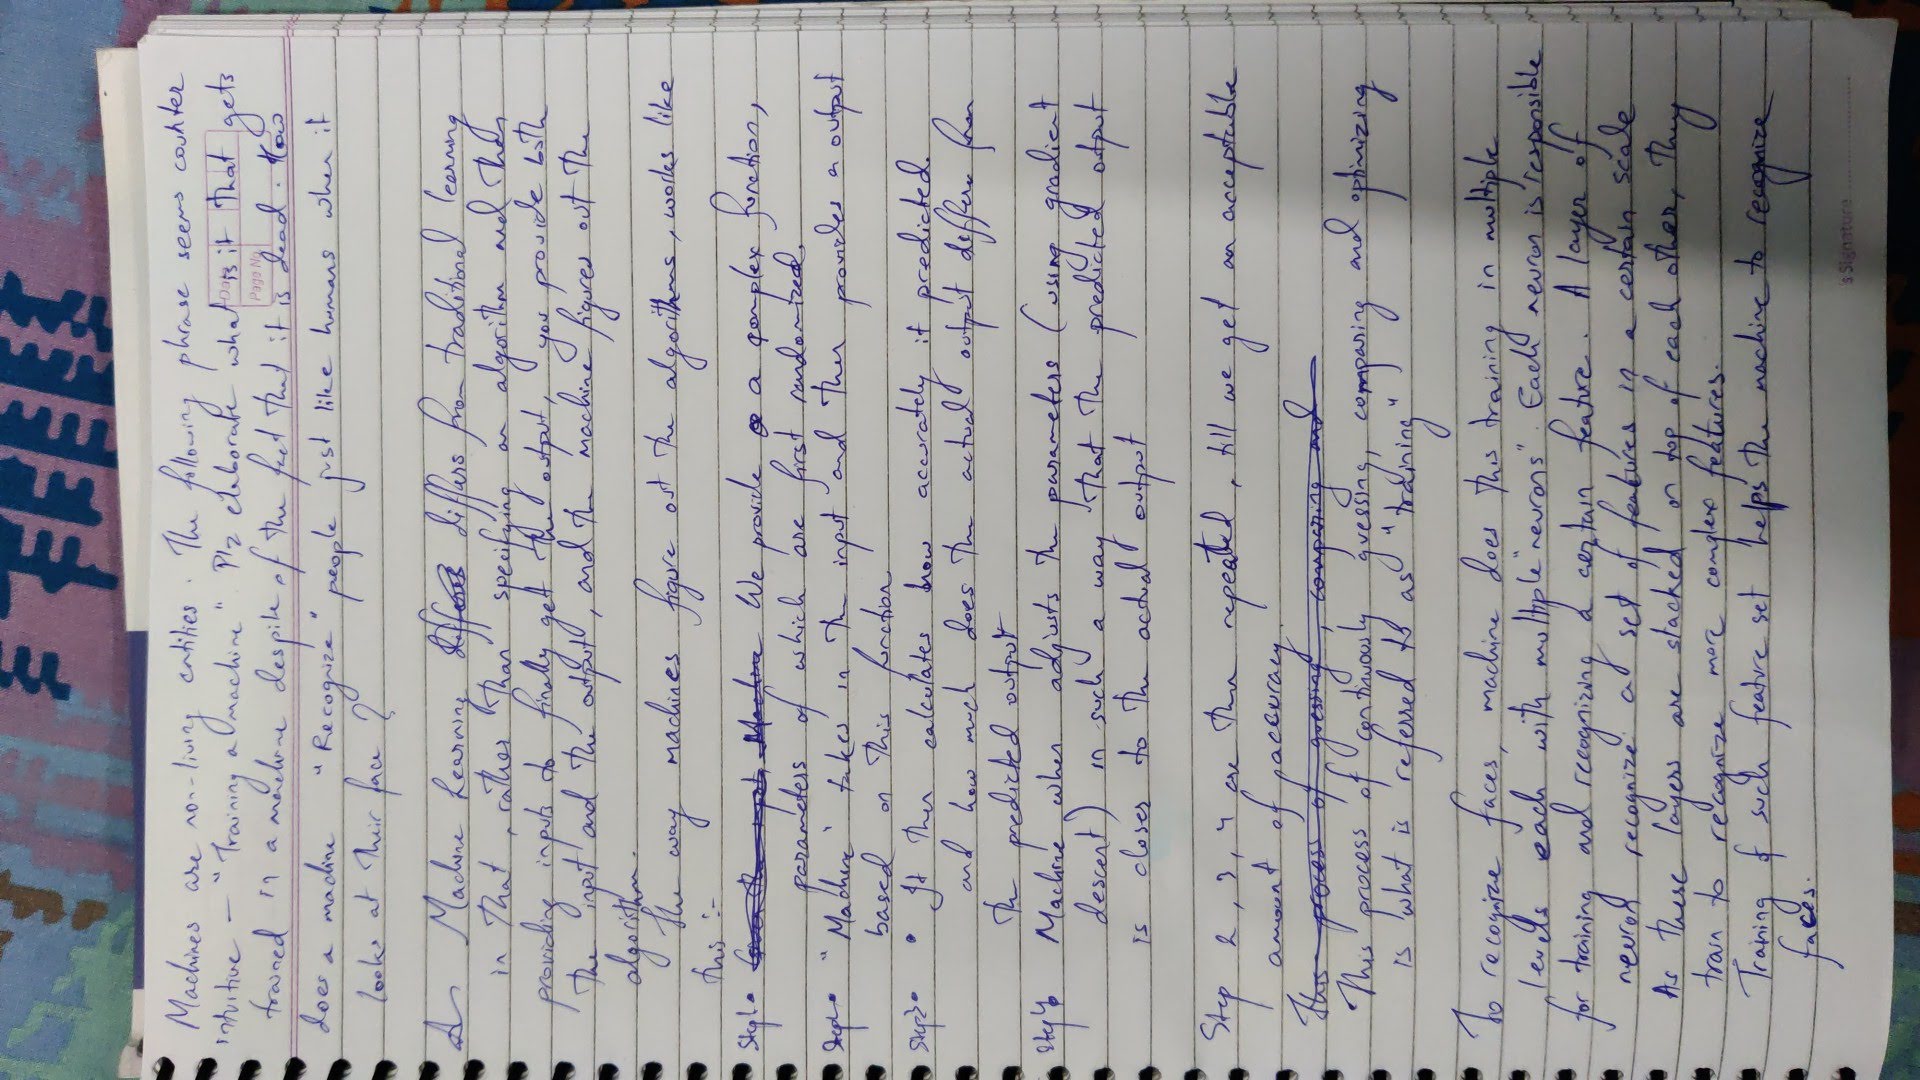 Machines are non-living entities. The following phrase seems counter
intuitive - "Training a machine". Plz elaborate what is it that gets
Page No
trained in a machine despite of the fact that it is dead. How
does a machine "Recognize" people just like humans when it
looks at their face?
Machine Learning differs from traditional learning
in that, rather than specifying an algorithm and then
providing inputs to finally get the output, you provide both
the input and the output, and the machine figures out the
algorithm.
The way machines figure out the algorithms, works like
this :-
Step1. We provide a complex function,
parameters of which are first randomized.
Step2. "Machine" takes in the input and then provides a output
based on this function
Step3. • It then calculates how accurately it predicted.
and how much does the actual output differ from
the predicted output
Step4. Machine when adjusts the parameters (using gradient
descent) in such a way that the predicted output
is closer to the actual output
Step 2, 3, 4 are then repeated, till we get an acceptable
amount of accuracy.
This process of guessing, comparing and
This process of continuously guessing, comparing and optimizing
is what is referred to as "training"
To recognize faces, machine does this training in multiple
levels each with multiple "neurons". Each neuron is responsible
for training and recognizing a certain feature. A layer of
neuron recognize a set of features in a certain scale
As these layers are stacked on top of each other, they
train to recognize more complex features.
Training of such feature set helps the machine to recognize
faces.
's Signature